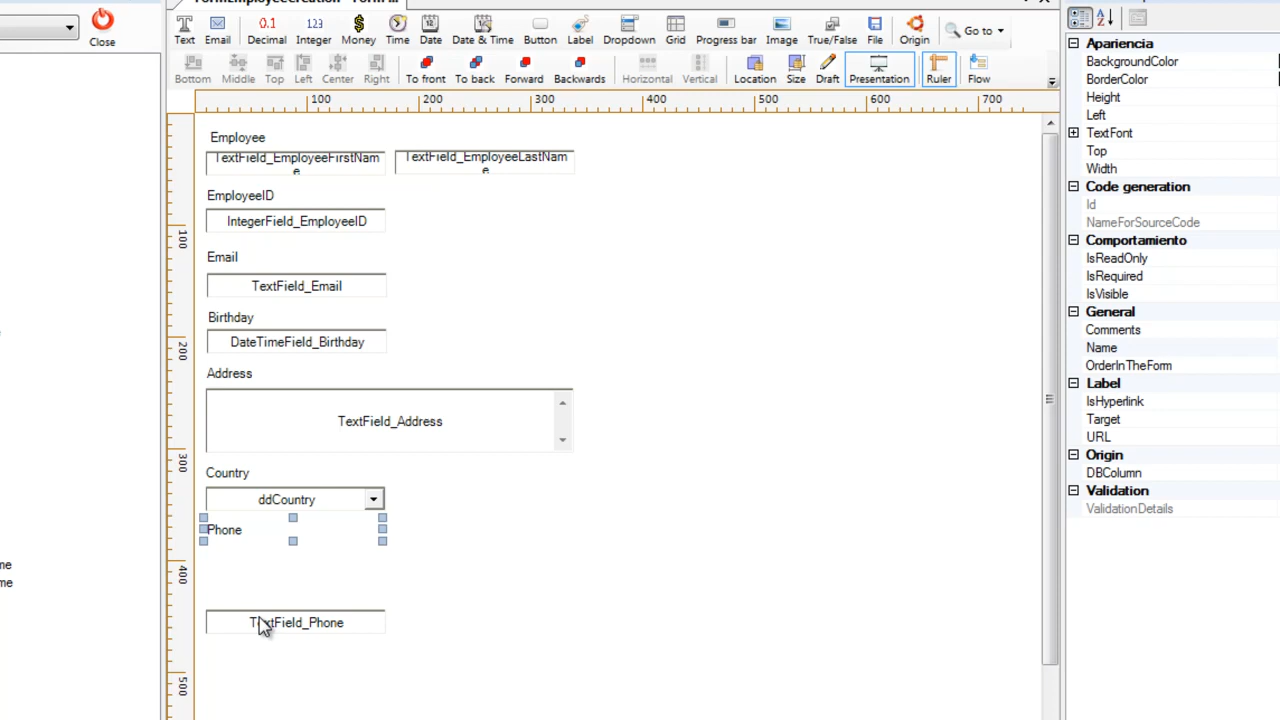 Close
Text Email Decimal Integer Money Time Date Date & Time Button Label Dropdown Grid Progress bar Image True/False File Origin Go to
Bottom Middle Top Left Center Right To front To back Forward Backwards Horizontal Vertical Location Size Draft Presentation Ruler Flow
100 200 300 400 500 600 700
100
200
300
400
500
Employee
TextField_EmployeeFirstNam
e
TextField_EmployeeLastNam
e
EmployeeID
IntegerField_EmployeeID
Email
TextField_Email
Birthday
DateTimeField_Birthday
Address
TextField_Address
Country
ddCountry
Phone
TextField_Phone
me
me
Apariencia
BackgroundColor
BorderColor
Height
Left
TextFont
Top
Width
Code generation
Id
NameForSourceCode
Comportamiento
IsReadOnly
IsRequired
IsVisible
General
Comments
Name
OrderInTheForm
Label
IsHyperlink
Target
URL
Origin
DBColumn
Validation
ValidationDetails